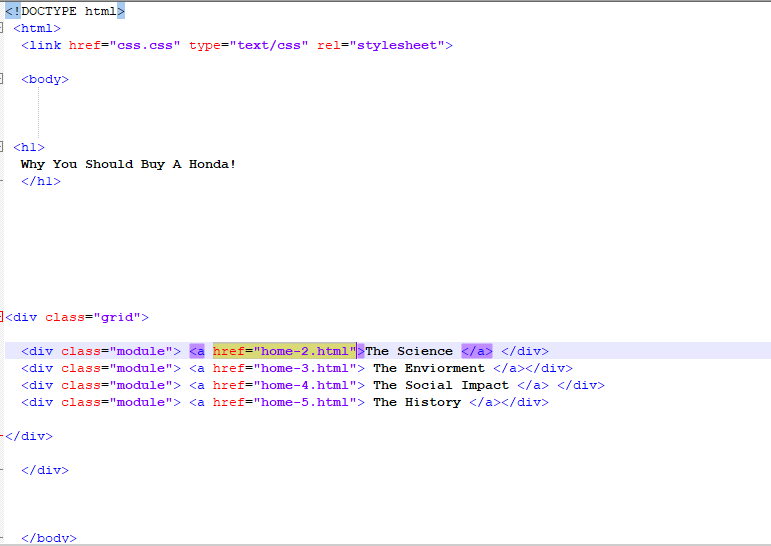 <!DOCTYPE html>
<html>
<link href="css.css" type="text/css" rel="stylesheet">
<body>
<h1>
Why You Should Buy A Honda!
</h1>
<div class="grid">
<div class="module"> <a href="home-2.html">The Science </a> </div>
<div class="module"> <a href="home-3.html"> The Enviorment </a></div>
<div class="module"> <a href="home-4.html"> The Social Impact </a> </div>
<div class="module"> <a href="home-5.html"> The History </a></div>
</div>
</div>
</body>